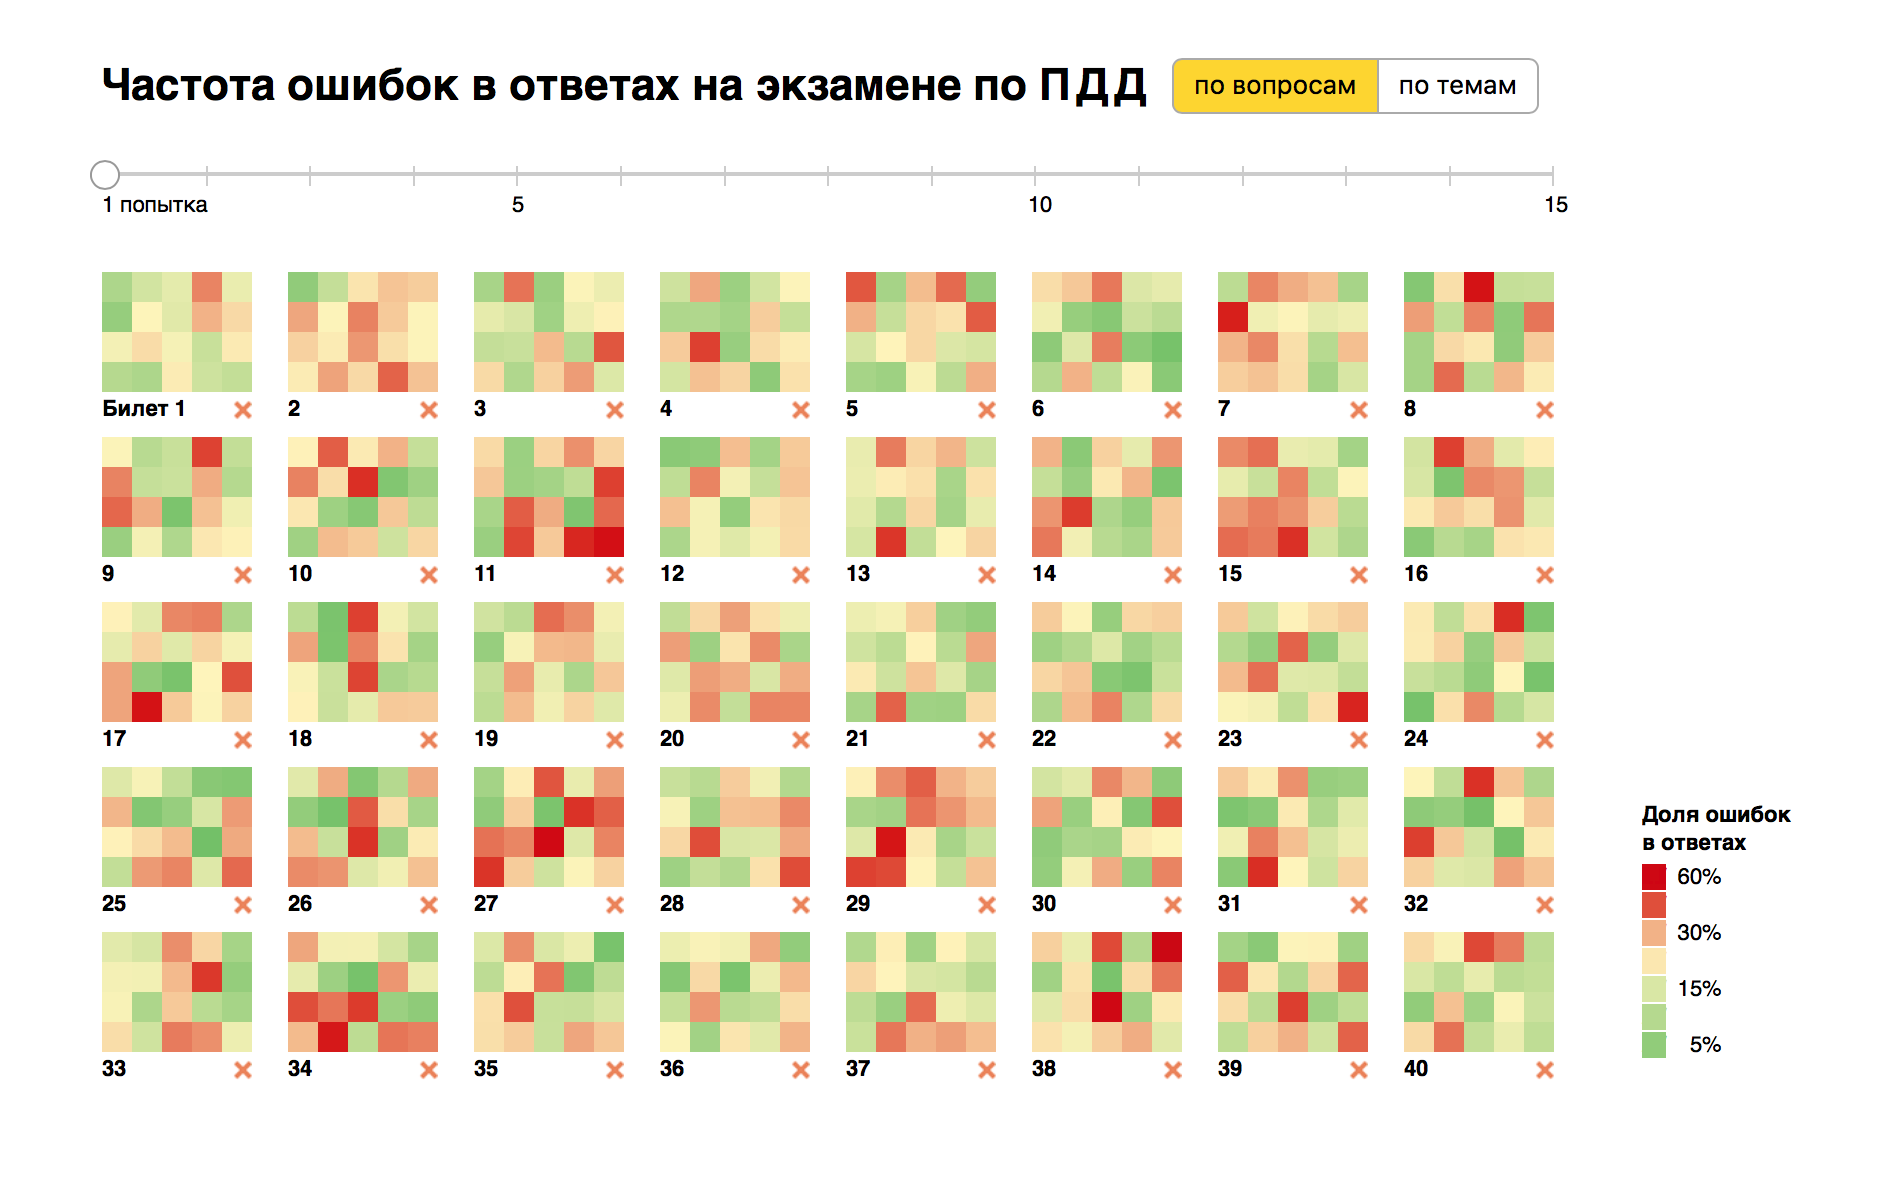 Частота ошибок в ответах на экзамене по ПДД по вопросам по темам
1 попытка 5 10 15
Билет 1 2 3 4 5 6 7 8
9 10 11 12 13 14 15 16
17 18 19 20 21 22 23 24
25 26 27 28 29 30 31 32
33 34 35 36 37 38 39 40
Доля ошибок
в ответах
60%
30%
15%
5%